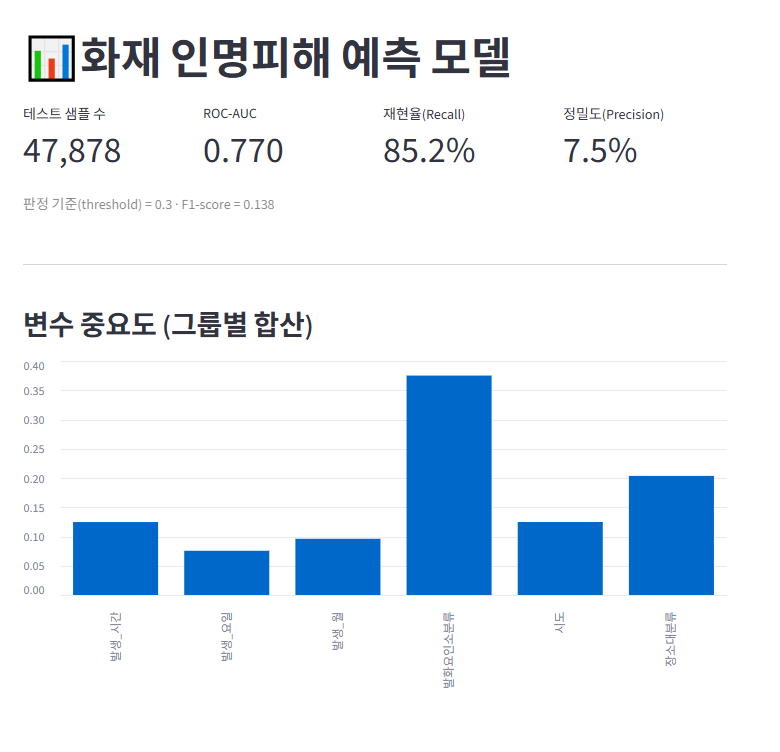 화재 인명피해 예측 모델
테스트 샘플 수
47,878
ROC-AUC
0.770
재현율(Recall)
85.2%
정밀도(Precision)
7.5%
판정 기준(threshold) = 0.3 · F1-score = 0.138
변수 중요도 (그룹별 합산)
0.40
0.35
0.30
0.25
0.20
0.15
0.10
0.05
0.00
발생_시간
발생_요일
발생_월
발화요인소분류
시도
장소대분류